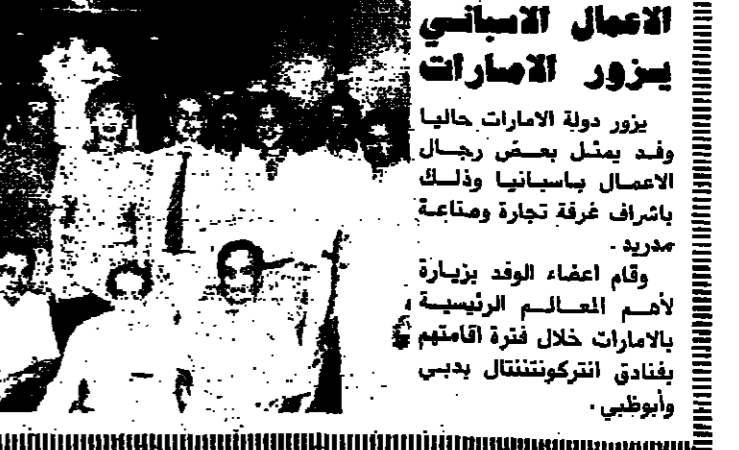 الاعمال الاسباني
يزور الامارات
يزور دولة الامارات حاليا
وفد يمثل بعض رجال
الاعمال باسبانيا وذلك
باشراف غرفة تجارة وصناعة
مدريد .
وقام اعضاء الوفد بزيارة
لأهم المعالم الرئيسية
بالامارات خلال فترة اقامتهم
بفنادق انتركونتننتال بدبي
وأبوظبي .